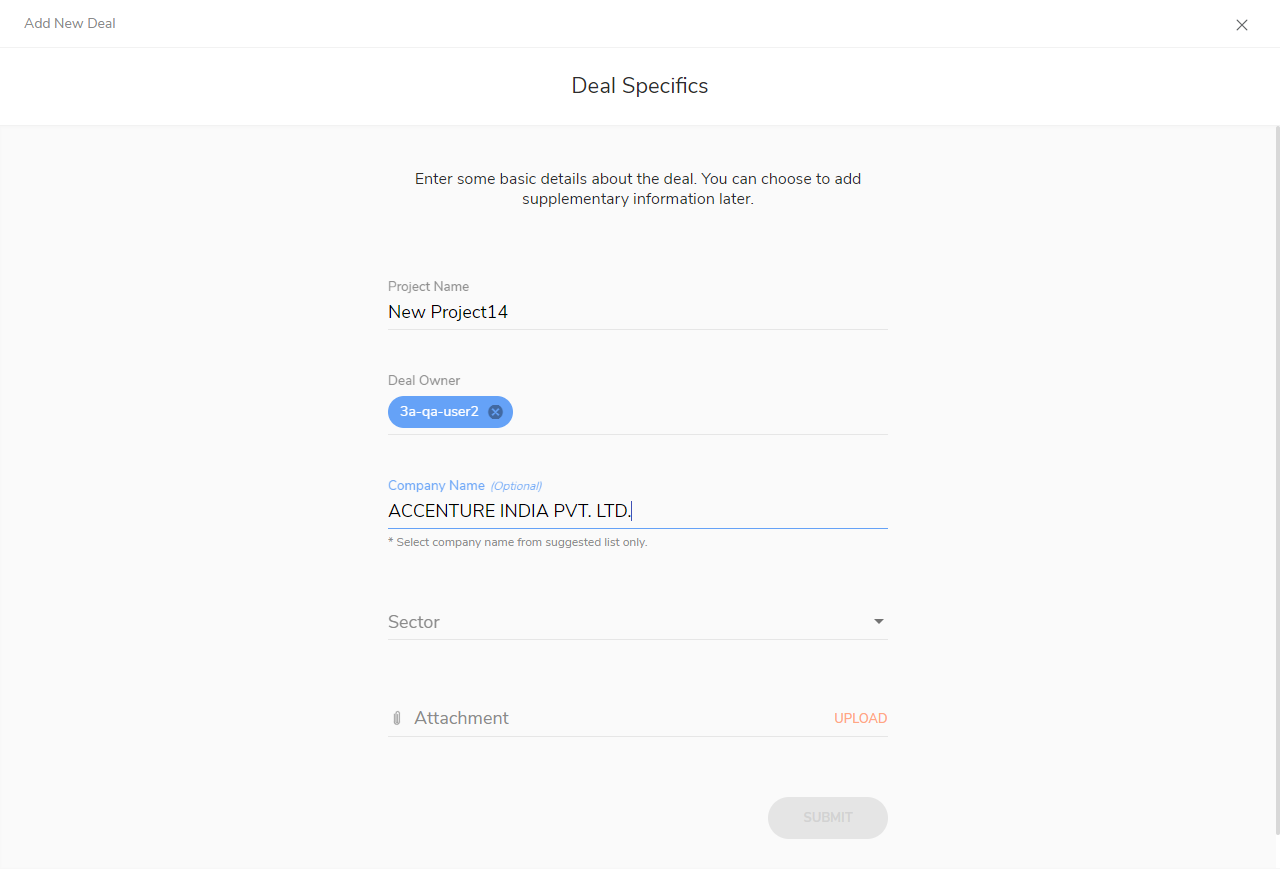 Add New Deal
Deal Specifics
Enter some basic details about the deal. You can choose to add
supplementary information later.
Project Name
New Project14
Deal Owner
3a-qa-user2
Company Name (Optional)
ACCENTURE INDIA PVT. LTD.
* Select company name from suggested list only.
Sector
Attachment UPLOAD
SUBMIT